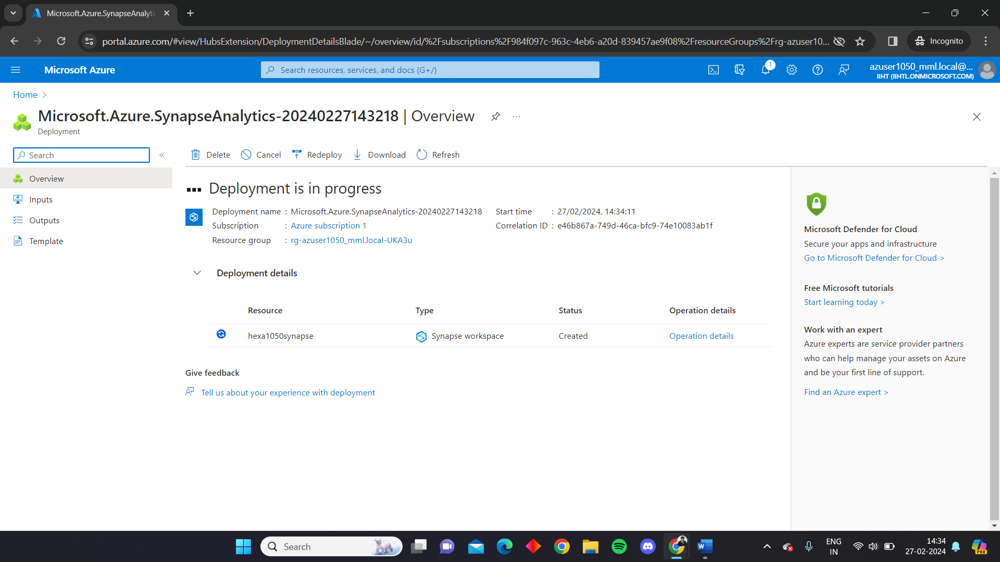 Microsoft.Azure.SynapseAnalyti
portal.azure.com/#view/HubsExtension/DeploymentDetailsBlade/~/overview/id/%2Fsubscriptions%2F984f097c-963c-4eb6-a20d-839457ae9f08%2FresourceGroups%2Frg-azuser10...
Incognito
Microsoft Azure
Search resources, services, and docs (G+/)
1
azuser1050_mml.local@...
IIHT (IIHTL.ONMICROSOFT.COM)
Home
Microsoft.Azure.SynapseAnalytics-20240227143218 | Overview
Deployment
Search
Delete
Cancel
Redeploy
Download
Refresh
Overview
Inputs
Outputs
Template
Deployment is in progress
Deployment name : Microsoft.Azure.SynapseAnalytics-20240227143218
Subscription : Azure subscription 1
Resource group : rg-azuser1050_mml.local-UKA3u
Start time : 27/02/2024, 14:34:11
Correlation ID : e46b867a-749d-46ca-bfc9-74e10083ab1f
Deployment details
Resource Type Status Operation details
hexa1050synapse Synapse workspace Created Operation details
Give feedback
Tell us about your experience with deployment
Microsoft Defender for Cloud
Secure your apps and infrastructure
Go to Microsoft Defender for Cloud >
Free Microsoft tutorials
Start learning today >
Work with an expert
Azure experts are service provider partners
who can help manage your assets on Azure
and be your first line of support.
Find an Azure expert >
Search
ENG
IN
14:34
27-02-2024
PRE